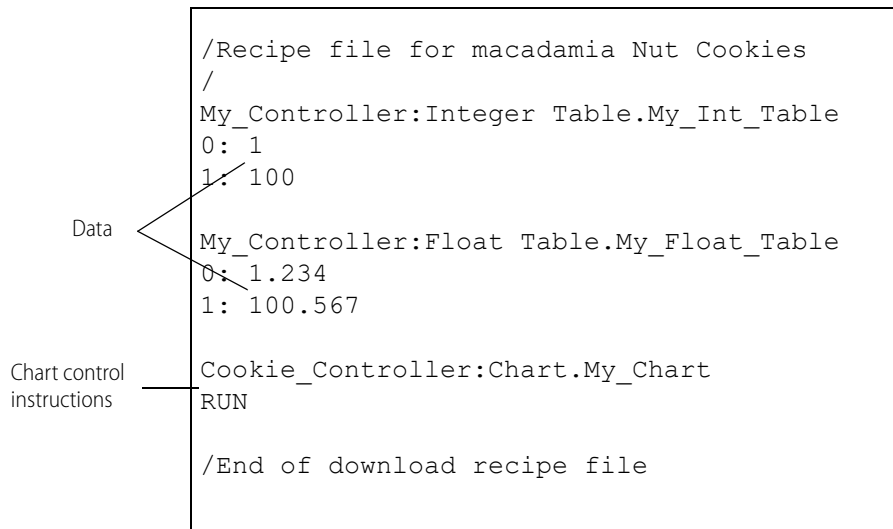 /Recipe file for macadamia Nut Cookies
/
My_Controller:Integer Table.My_Int_Table
0: 1
1: 100
Data
My_Controller:Float Table.My_Float_Table
0: 1.234
1: 100.567
Chart control
instructions
Cookie_Controller:Chart.My_Chart
RUN
/End of download recipe file